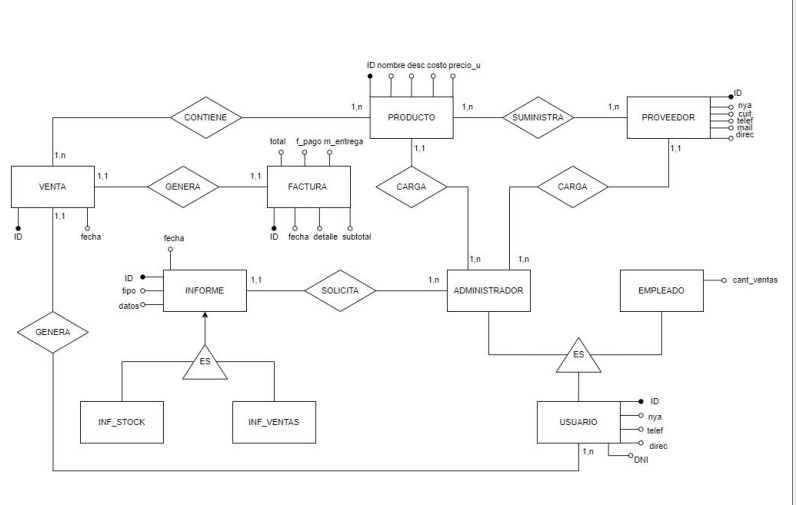 ID nombre desc costo precio_u
ID
1,n
CONTIENE
1,n
PRODUCTO
1,n
SUMINISTRA
1,n
PROVEEDOR
nya
cuit
telef
mail
direc
total f_pago m_entrega
1,1
1,1
1,n
VENTA
1,1
GENERA
1,1
FACTURA
CARGA
CARGA
1,1
ID
fecha
ID fecha detalle subtotal
fecha
1,n
1,n
ID
tipo
datos
INFORME
1,1
SOLICITA
1,n
ADMINISTRADOR
EMPLEADO
cant_ventas
GENERA
ES
ES
INF_STOCK
INF_VENTAS
USUARIO
ID
nya
telef
direc
DNI
1,n